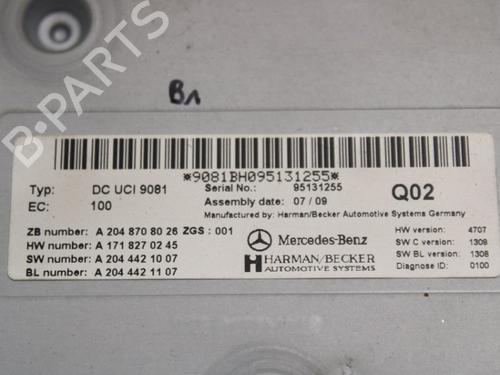 B1
*9081BH095131255*
Typ: DC UCI 9081 Serial No.: 95131255 Q02
EC: 100 Assembly date: 07 / 09
Manufactured by: Harman/Becker Automotive Systems Germany
ZB number: A 204 870 80 26 ZGS : 001 Mercedes-Benz HW version: 4707
HW number: A 171 827 02 45 SW C version: 1309
SW number: A 204 442 10 07 HARMAN/BECKER SW BL version: 1308
BL number: A 204 442 11 07 AUTOMOTIVE SYSTEMS Diagnose ID: 0100
B-PARTS